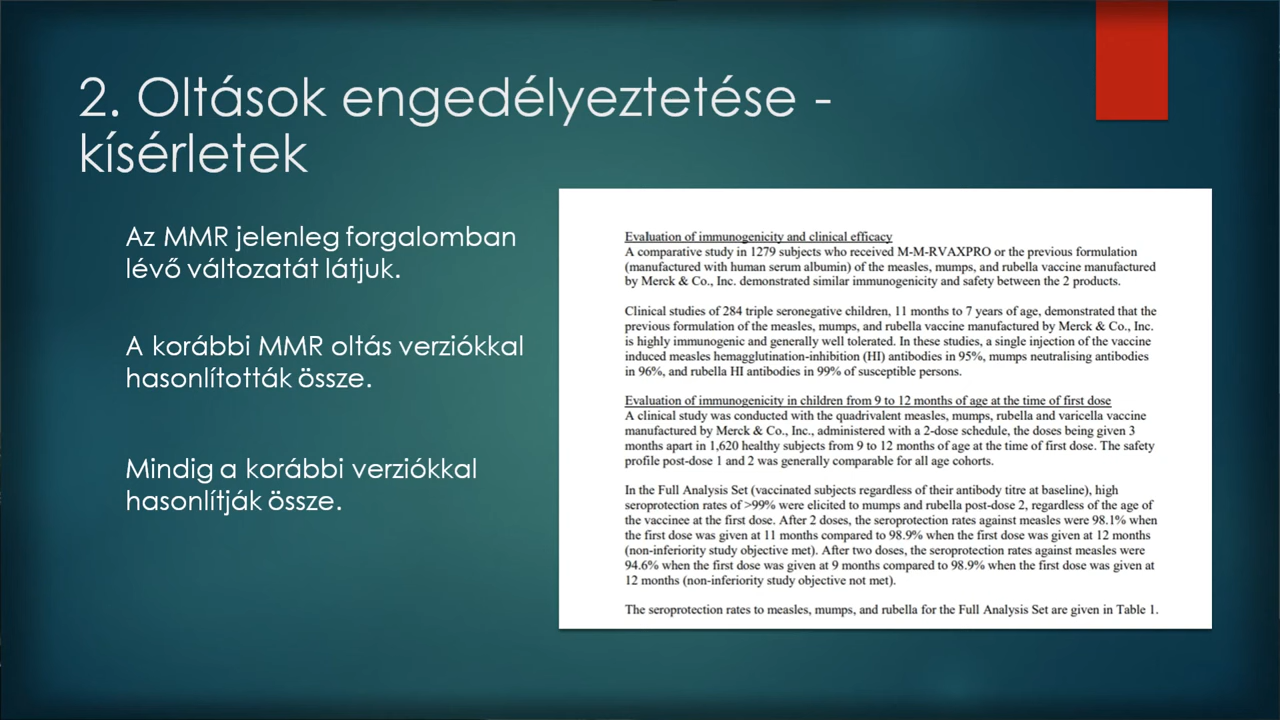 2. Oltások engedélyeztetése -
kísérletek
Az MMR jelenleg forgalomban
lévő változatát látjuk.
A korábbi MMR oltás verziókkal
hasonlították össze.
Mindig a korábbi verziókkal
hasonlítják össze.
Evaluation of immunogenicity and clinical efficacy
A comparative study in 1279 subjects who received M-M-RVAXPRO or the previous formulation
(manufactured with human serum albumin) of the measles, mumps, and rubella vaccine manufactured
by Merck & Co., Inc. demonstrated similar immunogenicity and safety between the 2 products.
Clinical studies of 284 triple seronegative children, 11 months to 7 years of age, demonstrated that the
previous formulation of the measles, mumps, and rubella vaccine manufactured by Merck & Co., Inc.
is highly immunogenic and generally well tolerated. In these studies, a single injection of the vaccine
induced measles hemagglutination-inhibition (HI) antibodies in 95%, mumps neutralising antibodies
in 96%, and rubella HI antibodies in 99% of susceptible persons.
Evaluation of immunogenicity in children from 9 to 12 months of age at the time of first dose
A clinical study was conducted with the quadrivalent measles, mumps, rubella and varicella vaccine
manufactured by Merck & Co., Inc., administered with a 2-dose schedule, the doses being given 3
months apart in 1,620 healthy subjects from 9 to 12 months of age at the time of first dose. The safety
profile post-dose 1 and 2 was generally comparable for all age cohorts.
In the Full Analysis Set (vaccinated subjects regardless of their antibody titre at baseline), high
seroprotection rates of >99% were elicited to mumps and rubella post-dose 2, regardless of the age of
the vaccinee at the first dose. After 2 doses, the seroprotection rates against measles were 98.1% when
the first dose was given at 11 months compared to 98.9% when the first dose was given at 12 months
(non-inferiority study objective met). After two doses, the seroprotection rates against measles were
94.6% when the first dose was given at 9 months compared to 98.9% when the first dose was given at
12 months (non-inferiority study objective not met).
The seroprotection rates to measles, mumps, and rubella for the Full Analysis Set are given in Table 1.